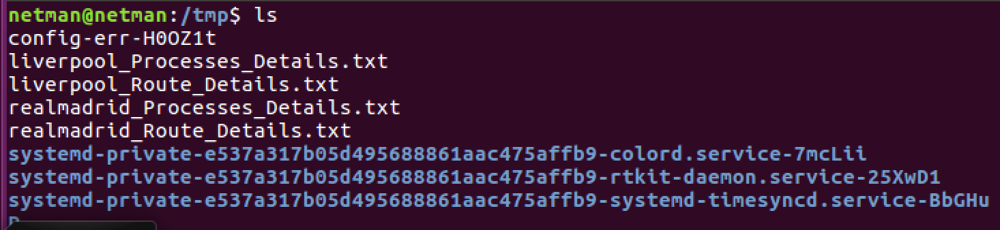 netman@netman:/tmp$ ls
config-err-H0OZ1t
liverpool_Processes_Details.txt
liverpool_Route_Details.txt
realmadrid_Processes_Details.txt
realmadrid_Route_Details.txt
systemd-private-e537a317b05d495688861aac475affb9-colord.service-7mcLii
systemd-private-e537a317b05d495688861aac475affb9-rtkit-daemon.service-25XwD1
systemd-private-e537a317b05d495688861aac475affb9-systemd-timesyncd.service-BbGHu